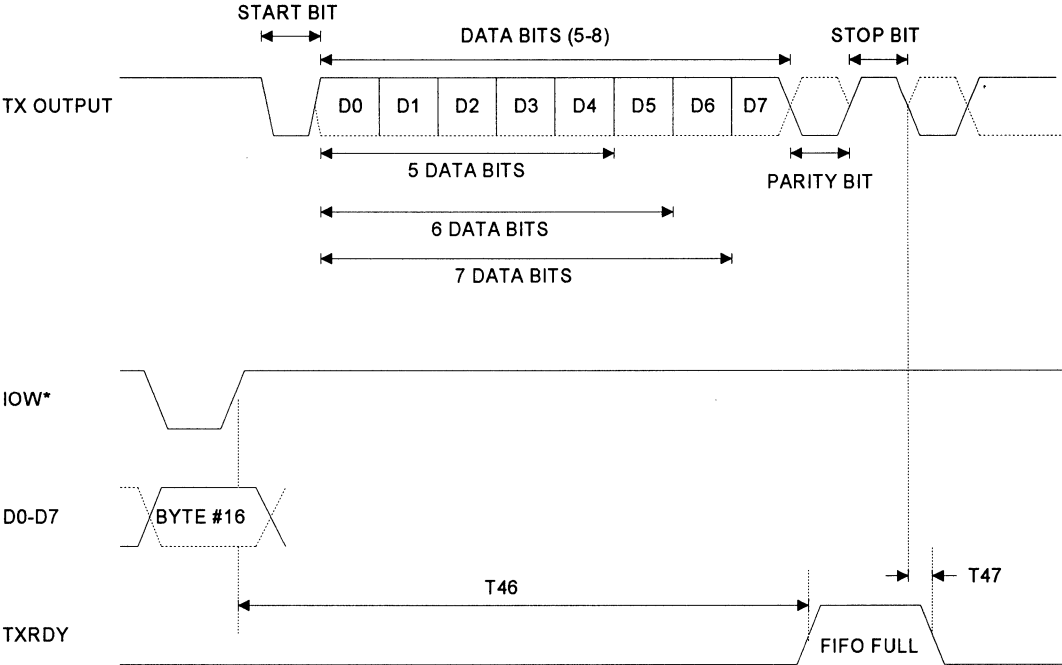 START BIT
DATA BITS (5-8)
STOP BIT
TX OUTPUT
D0 D1 D2 D3 D4 D5 D6 D7
5 DATA BITS
PARITY BIT
6 DATA BITS
7 DATA BITS
IOW*
D0-D7
BYTE #16
T46
T47
TXRDY
FIFO FULL